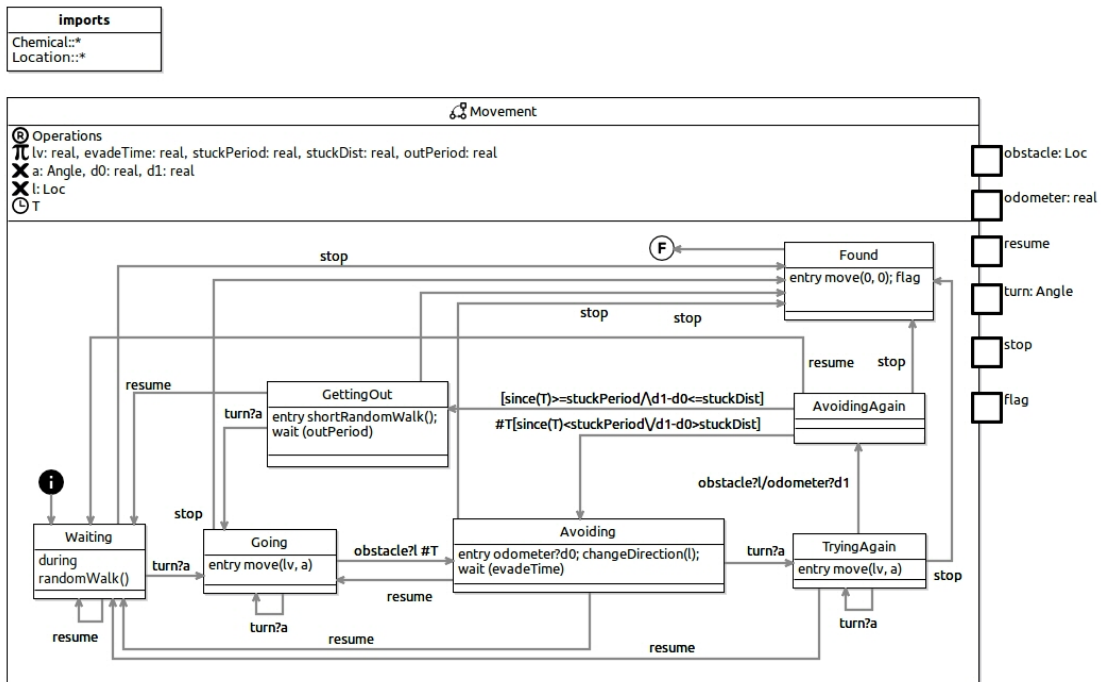 imports
Chemical::*
Location::*
Movement
R Operations
π lv: real, evadeTime: real, stuckPeriod: real, stuckDist: real, outPeriod: real
X a: Angle, d0: real, d1: real
X l: Loc
T
obstacle: Loc
odometer: real
resume
turn: Angle
stop
flag
F
Found
entry move(0, 0); flag
stop
stop
stop
resume
stop
resume
GettingOut
entry shortRandomWalk();
wait (outPeriod)
turn?a
[since(T)>=stuckPeriod/\d1-d0<=stuckDist]
#T[since(T)<stuckPeriod\/d1-d0>stuckDist]
AvoidingAgain
obstacle?l/odometer?d1
i
Waiting
during
randomWalk()
turn?a
stop
Going
entry move(lv, a)
obstacle?l #T
Avoiding
entry odometer?d0; changeDirection(l);
wait (evadeTime)
turn?a
TryingAgain
entry move(lv, a)
stop
resume
resume
turn?a
resume
turn?a
resume